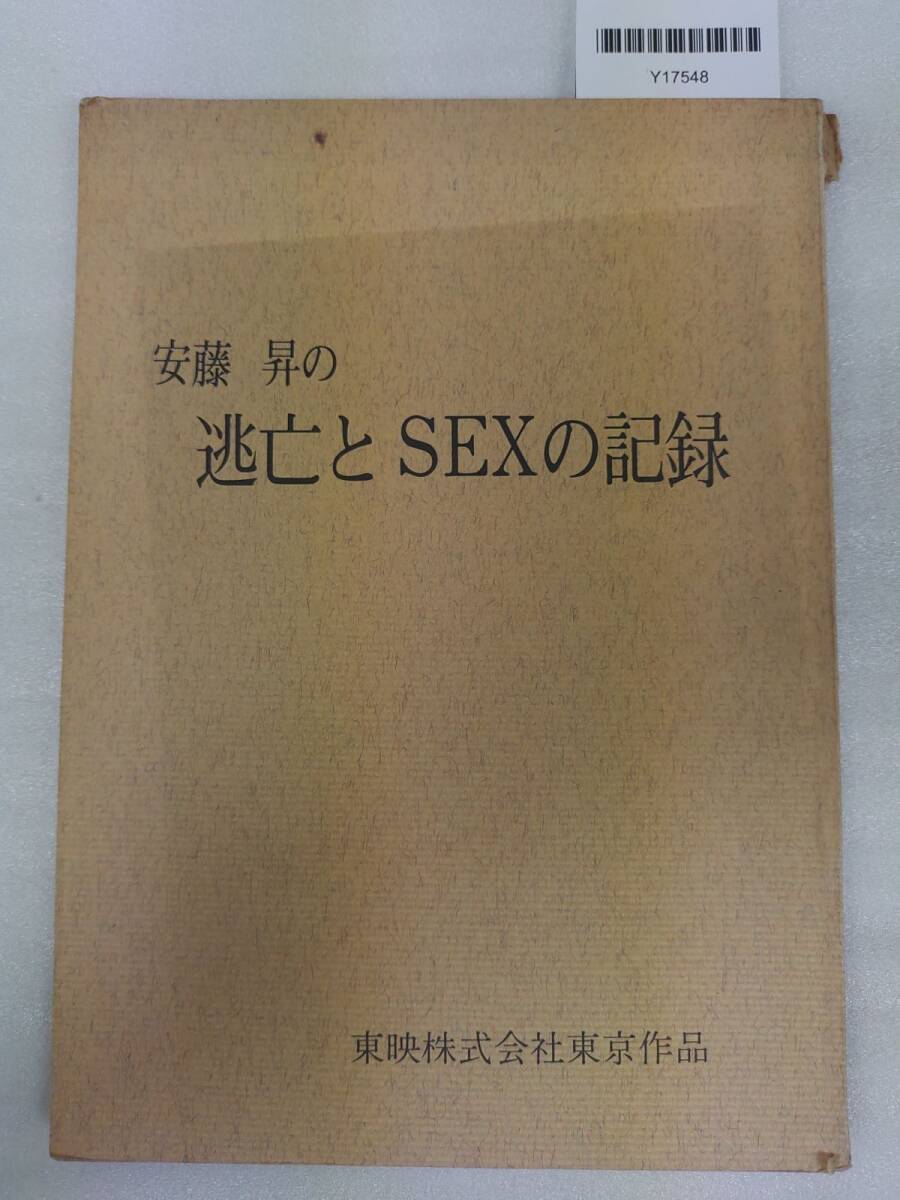 Y17548
安藤 昇の
逃亡とSEXの記録
東映株式会社東京作品